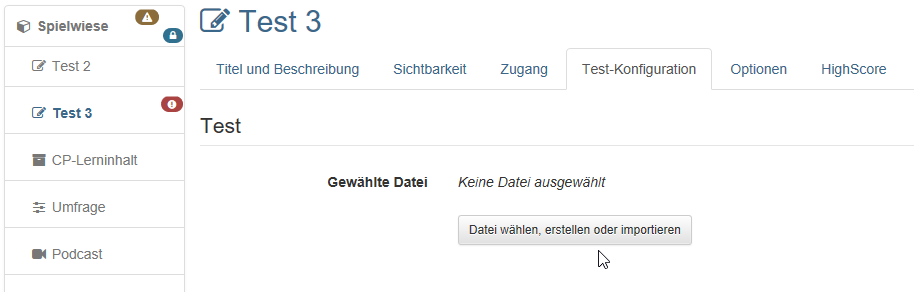 Spielwiese
Test 2
Test 3
CP-Lerninhalt
Umfrage
Podcast
Test 3
Titel und Beschreibung Sichtbarkeit Zugang Test-Konfiguration Optionen HighScore
Test
Gewählte Datei Keine Datei ausgewählt
Datei wählen, erstellen oder importieren